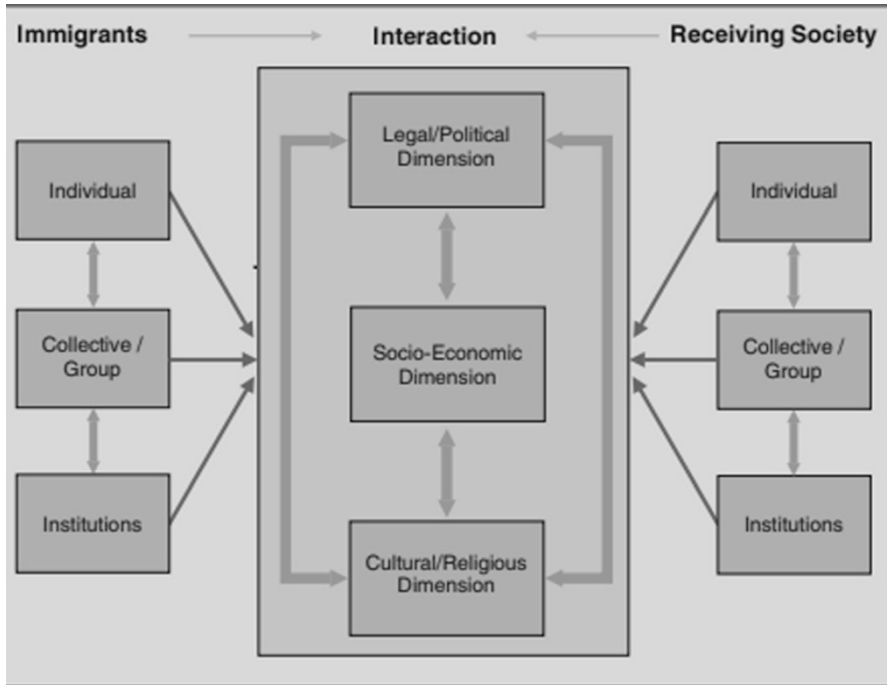 Immigrants
Interaction
Receiving Society
Individual
Collective /
Group
Institutions
Legal/Political
Dimension
Socio-Economic
Dimension
Cultural/Religious
Dimension
Individual
Collective /
Group
Institutions